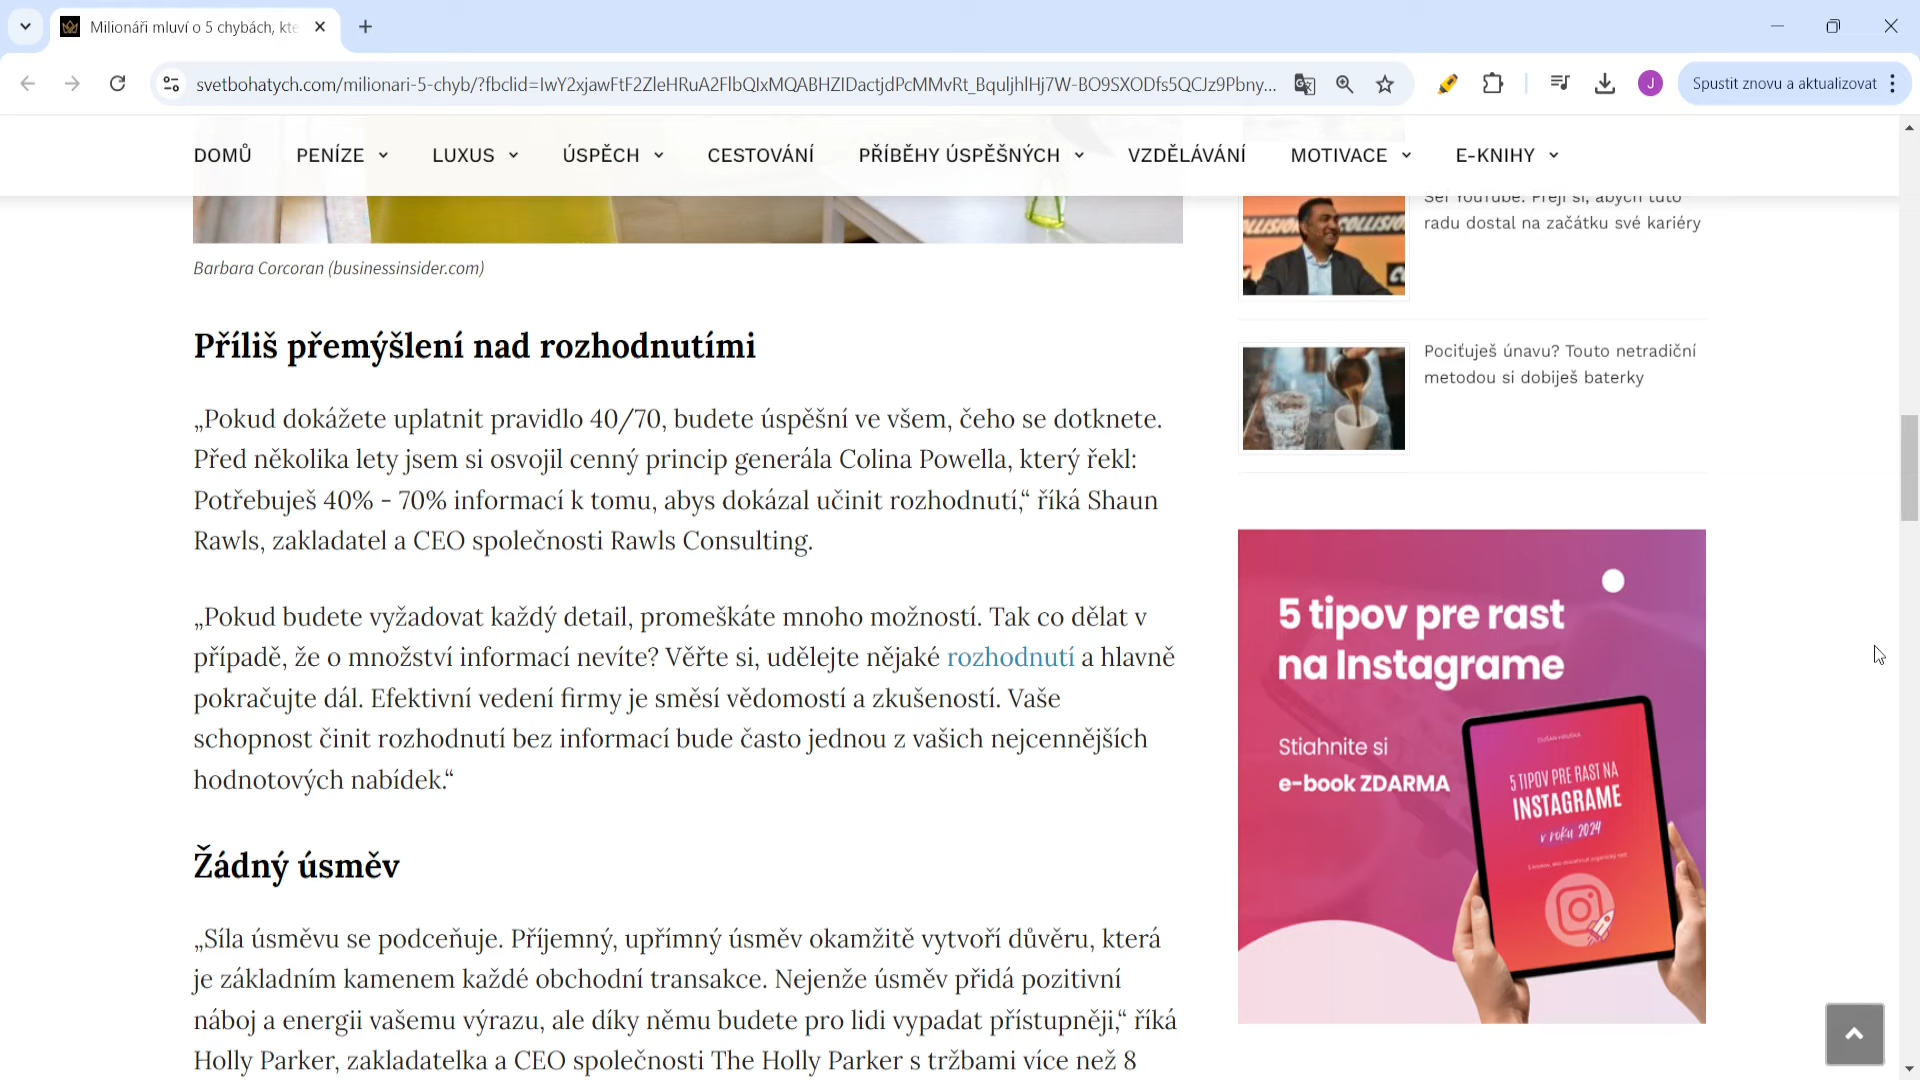 Milionáři mluví o 5 chybách, kte
svetbohatych.com/milionari-5-chyb/?fbclid=IwY2xjawFtF2ZleHRuA2FlbQIxMQABHZIDactjdPcMMvRt_BquljhlHj7W-BO9SXODfs5QCJz9Pbny...
J
Spustit znovu a aktualizovat
DOMŮ PENÍZE LUXUS ÚSPĚCH CESTOVÁNÍ PŘÍBĚHY ÚSPĚŠNÝCH VZDĚLÁVÁNÍ MOTIVACE E-KNIHY
Barbara Corcoran (businessinsider.com)
Příliš přemýšlení nad rozhodnutími
„Pokud dokážete uplatnit pravidlo 40/70, budete úspěšní ve všem, čeho se dotknete.
Před několika lety jsem si osvojil cenný princip generála Colina Powella, který řekl:
Potřebuješ 40% - 70% informací k tomu, abys dokázal učinit rozhodnutí,“ říká Shaun
Rawls, zakladatel a CEO společnosti Rawls Consulting.
„Pokud budete vyžadovat každý detail, promeškáte mnoho možností. Tak co dělat v
případě, že o množství informací nevíte? Věřte si, udělejte nějaké rozhodnutí a hlavně
pokračujte dál. Efektivní vedení firmy je směsí vědomostí a zkušeností. Vaše
schopnost činit rozhodnutí bez informací bude často jednou z vašich nejcennějších
hodnotových nabídek.“
Žádný úsměv
„Síla úsměvu se podceňuje. Příjemný, upřímný úsměv okamžitě vytvoří důvěru, která
je základním kamenem každé obchodní transakce. Nejenže úsměv přidá pozitivní
náboj a energii vašemu výrazu, ale díky němu budete pro lidi vypadat přístupněji,“ říká
Holly Parker, zakladatelka a CEO společnosti The Holly Parker s tržbami více než 8
Šéf YouTube: Přeji si, abych tuto
radu dostal na začátku své kariéry
Pociťuješ únavu? Touto netradiční
metodou si dobiješ baterky
5 tipov pre rast
na Instagrame
Stiahnite si
e-book ZDARMA
DUŠAN HRUŠKA
5 TIPOV PRE RAST NA
INSTAGRAME
v roku 2024